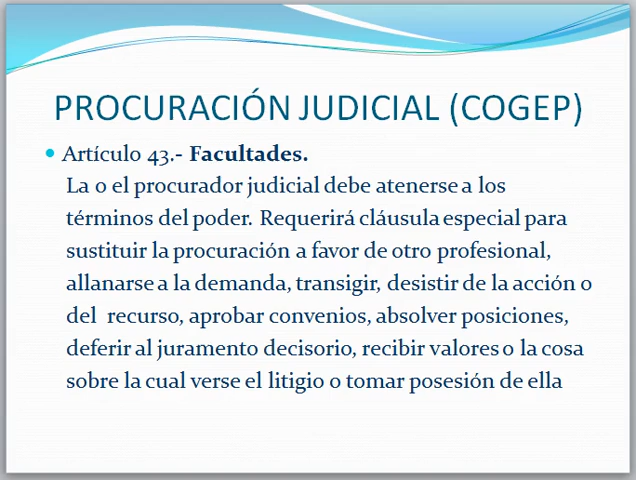 PROCURACIÓN JUDICIAL (COGEP)
• Artículo 43.- Facultades.
La o el procurador judicial debe atenerse a los
términos del poder. Requerirá cláusula especial para
sustituir la procuración a favor de otro profesional,
allanarse a la demanda, transigir, desistir de la acción o
del recurso, aprobar convenios, absolver posiciones,
deferir al juramento decisorio, recibir valores o la cosa
sobre la cual verse el litigio o tomar posesión de ella